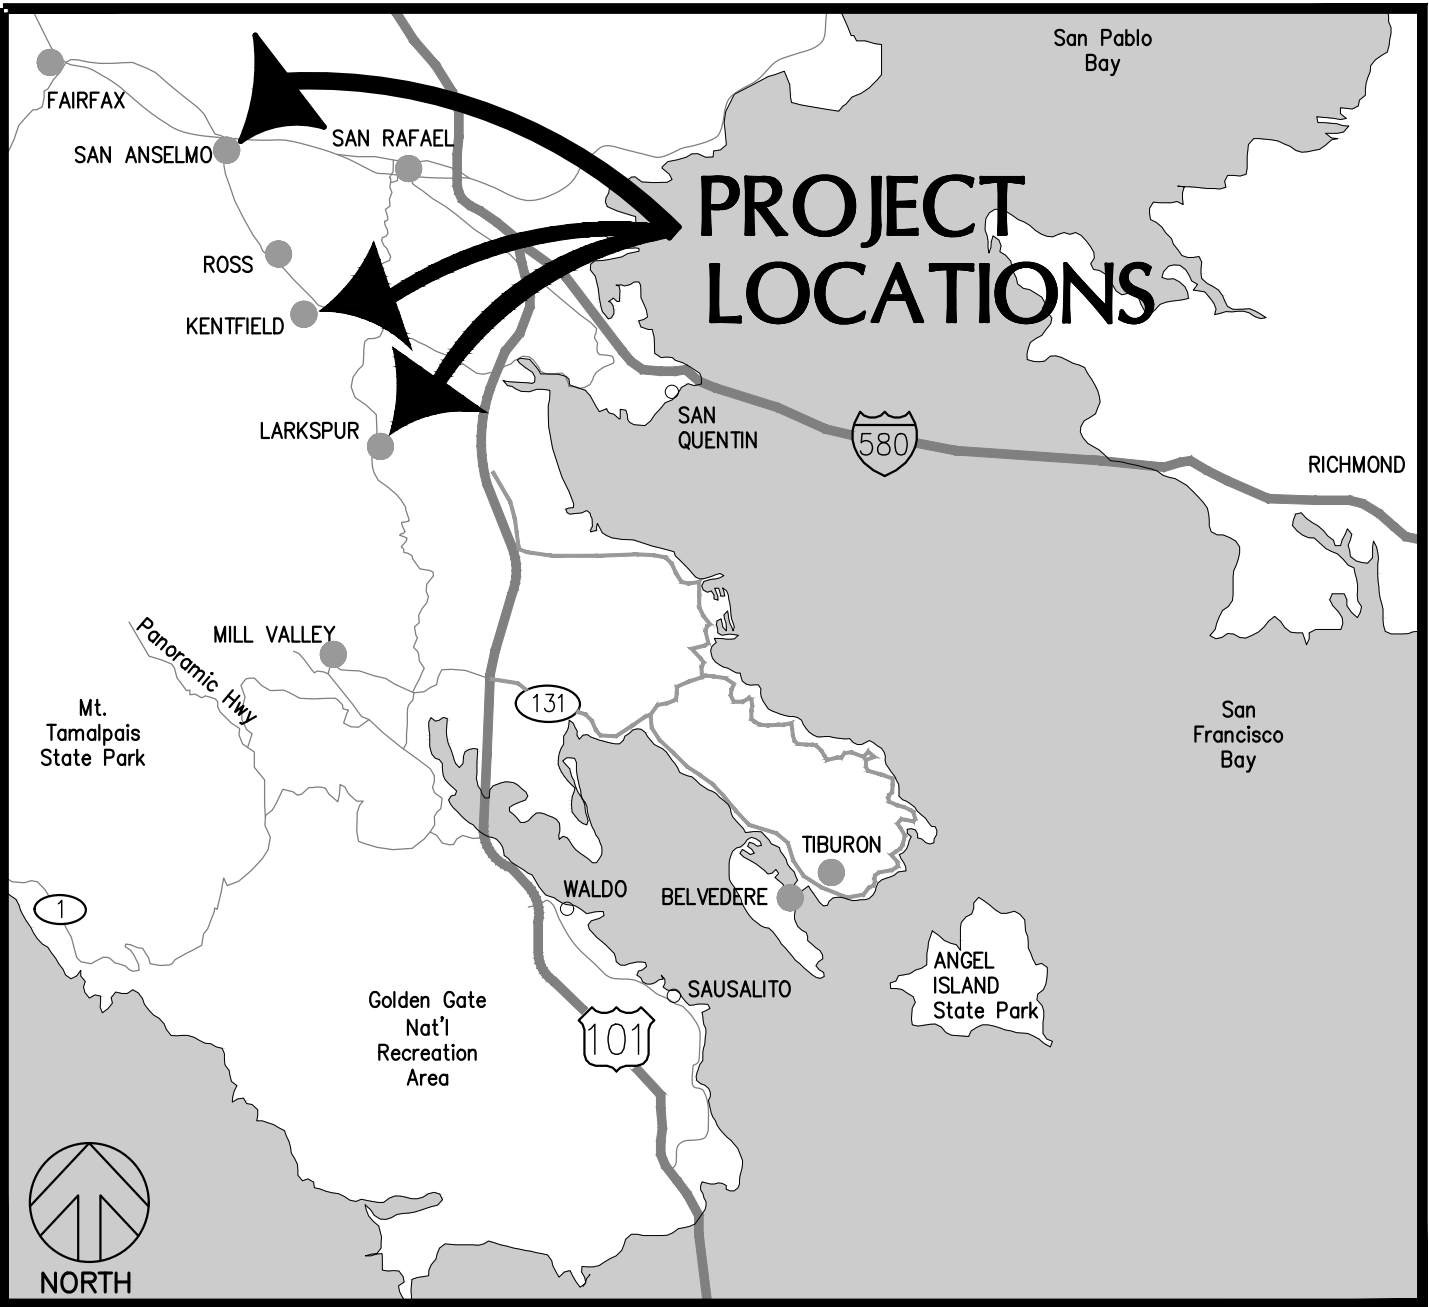 San Pablo
Bay
FAIRFAX
SAN RAFAEL
SAN ANSELMO
PROJECT
LOCATIONS
ROSS
KENTFIELD
SAN
QUENTIN
LARKSPUR
580
RICHMOND
MILL VALLEY
Panoramic Hwy
131
Mt.
Tamalpais
State Park
San
Francisco
Bay
TIBURON
WALDO
BELVEDERE
1
ANGEL
ISLAND
State Park
SAUSALITO
Golden Gate
Nat'l
Recreation
Area
101
NORTH